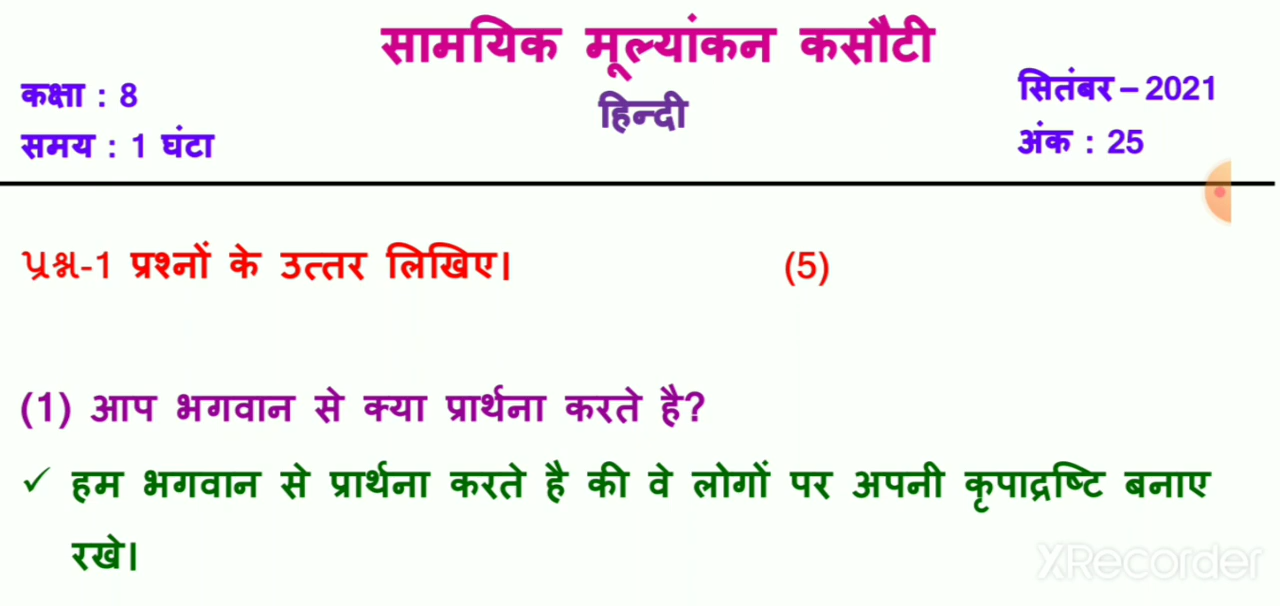 सामयिक मूल्यांकन कसौटी
कक्षा : 8
हिन्दी
सितंबर – 2021
समय : 1 घंटा
अंक : 25
પ્રશ્ન-1 प्रश्नों के उत्तर लिखिए। (5)
(1) आप भगवान से क्या प्रार्थना करते है?
✓ हम भगवान से प्रार्थना करते है की वे लोगों पर अपनी कृपाद्रष्टि बनाए
रखे।
XRecorder